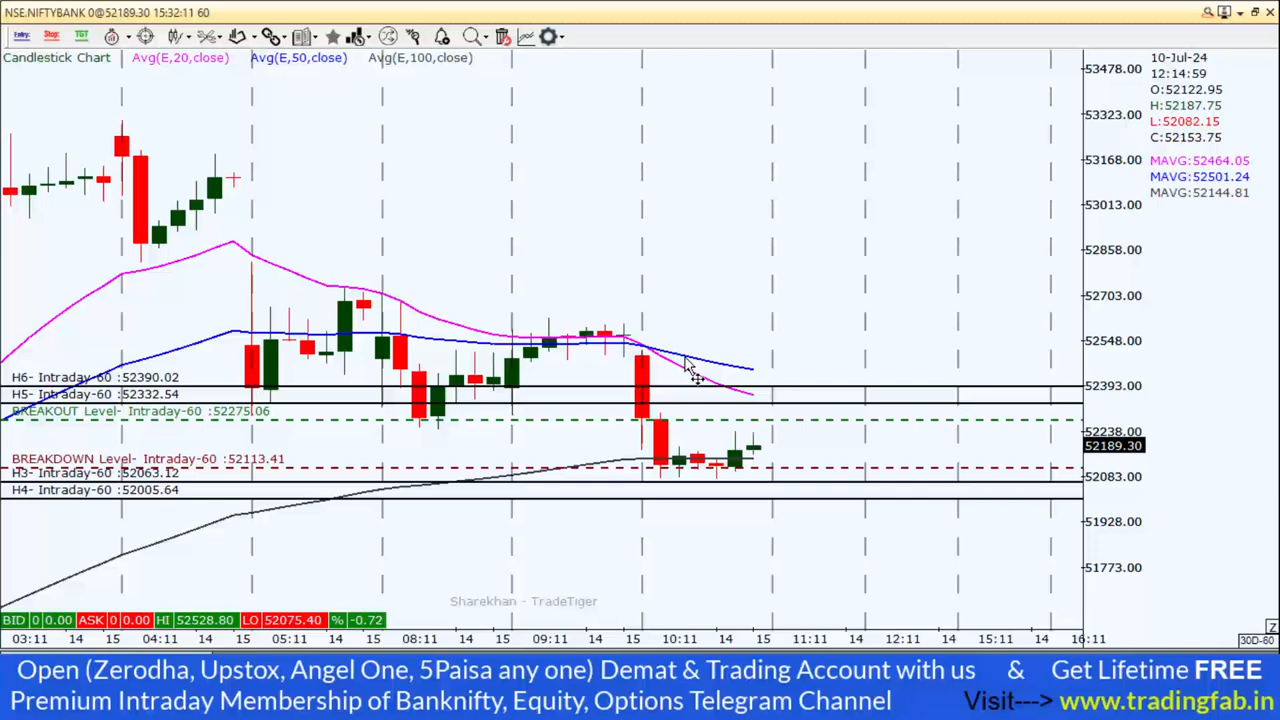 NSE.NIFTYBANK 0@52189.30 15:32:11 60
Entry: Stop: TGT
Candlestick Chart Avg(E,20,close) Avg(E,50,close) Avg(E,100,close)
10-Jul-24
12:14:59
O:52122.95
H:52187.75
L:52082.15
C:52153.75
MAVG:52464.05
MAVG:52501.24
MAVG:52144.81
53478.00
53323.00
53168.00
53013.00
52858.00
52703.00
52548.00
52393.00
52238.00
52189.30
52083.00
51928.00
51773.00
H6- Intraday-60 :52390.02
H5- Intraday-60 :52332.54
BREAKOUT Level- Intraday-60 :52275.06
BREAKDOWN Level- Intraday-60 :52113.41
H3- Intraday-60 :52063.12
H4- Intraday-60 :52005.64
Sharekhan - TradeTiger
BID 0 0.00 ASK 0 0.00 HI 52528.80 LO 52075.40 % -0.72
Z
03:11 14 15 04:11 14 15 05:11 14 15 08:11 14 15 09:11 14 15 10:11 14 15 11:11 14 12:11 14 15:11 14 16:11
30D-60
Open (Zerodha, Upstox, Angel One, 5Paisa any one) Demat & Trading Account with us & Get Lifetime FREE
Premium Intraday Membership of Banknifty, Equity, Options Telegram Channel Visit---> www.tradingfab.in